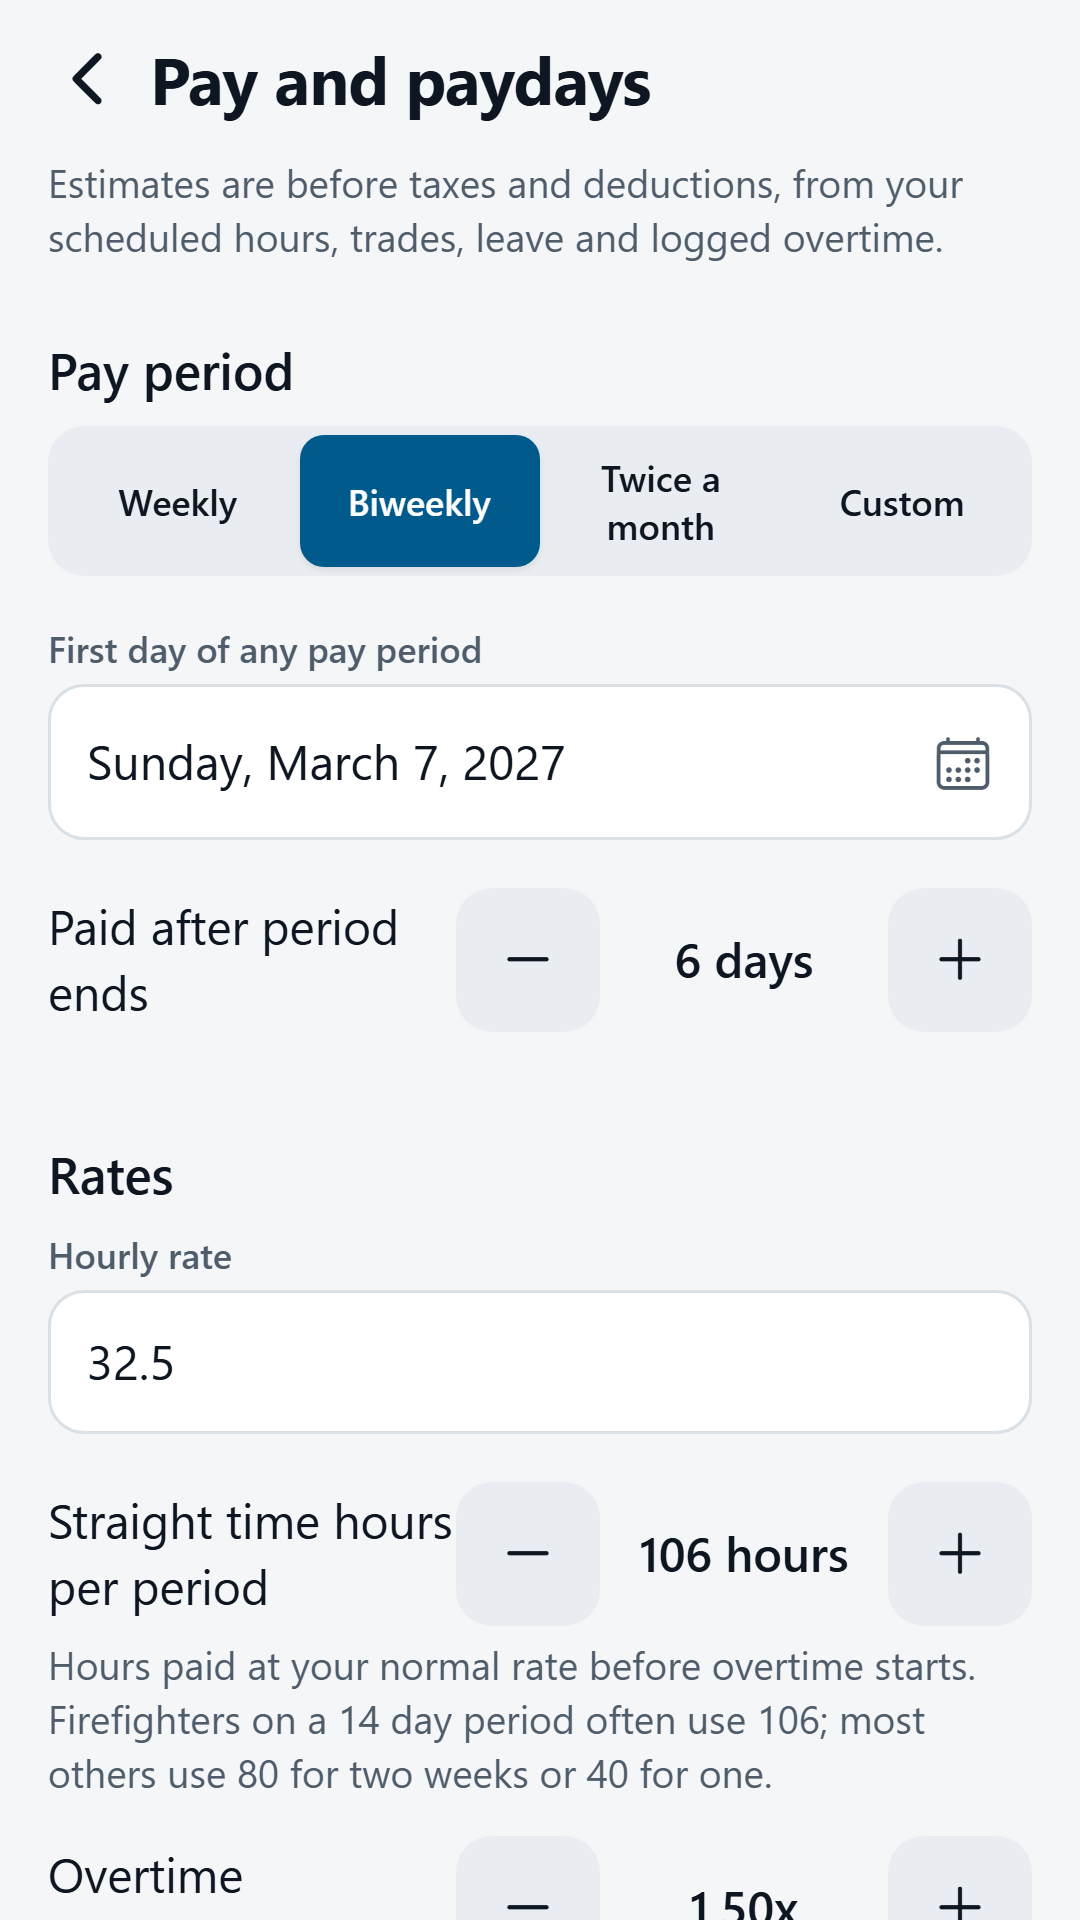 Pay and paydays
Estimates are before taxes and deductions, from your
scheduled hours, trades, leave and logged overtime.
Pay period
Weekly
Biweekly
Twice a
month
Custom
First day of any pay period
Sunday, March 7, 2027
Paid after period
ends
6 days
Rates
Hourly rate
32.5
Straight time hours
per period
106 hours
Hours paid at your normal rate before overtime starts.
Firefighters on a 14 day period often use 106; most
others use 80 for two weeks or 40 for one.
Overtime
1.50x